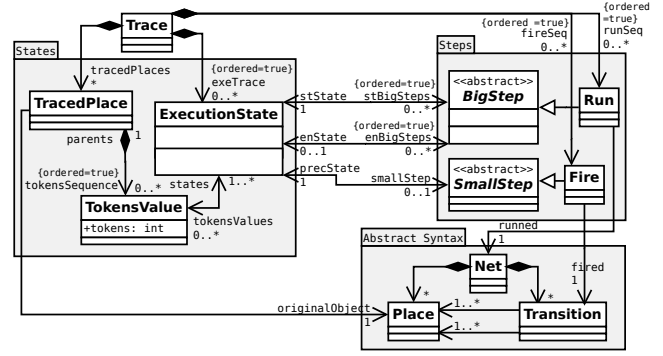 Trace
{ordered
=true}
{ordered =true}
fireSeq
runSeq
0..*
0..*
States
Steps
tracedPlaces
*
{ordered=true}
exeTrace
0..*
TracedPlace
ExecutionState
parents
1
{ordered=true}
tokensSequence
0..*
states
1..*
TokensValue
+tokens: int
tokensValues
0..*
stState
1
{ordered=true}
stBigSteps
0..*
enState
0..1
{ordered=true}
enBigSteps
0..*
precState
1
smallStep
0..1
<<abstract>>
BigStep
Run
<<abstract>>
SmallStep
Fire
Abstract Syntax
runned
1
Net
fired
1
*
*
originalObject
1
Place
1..*
1..*
Transition